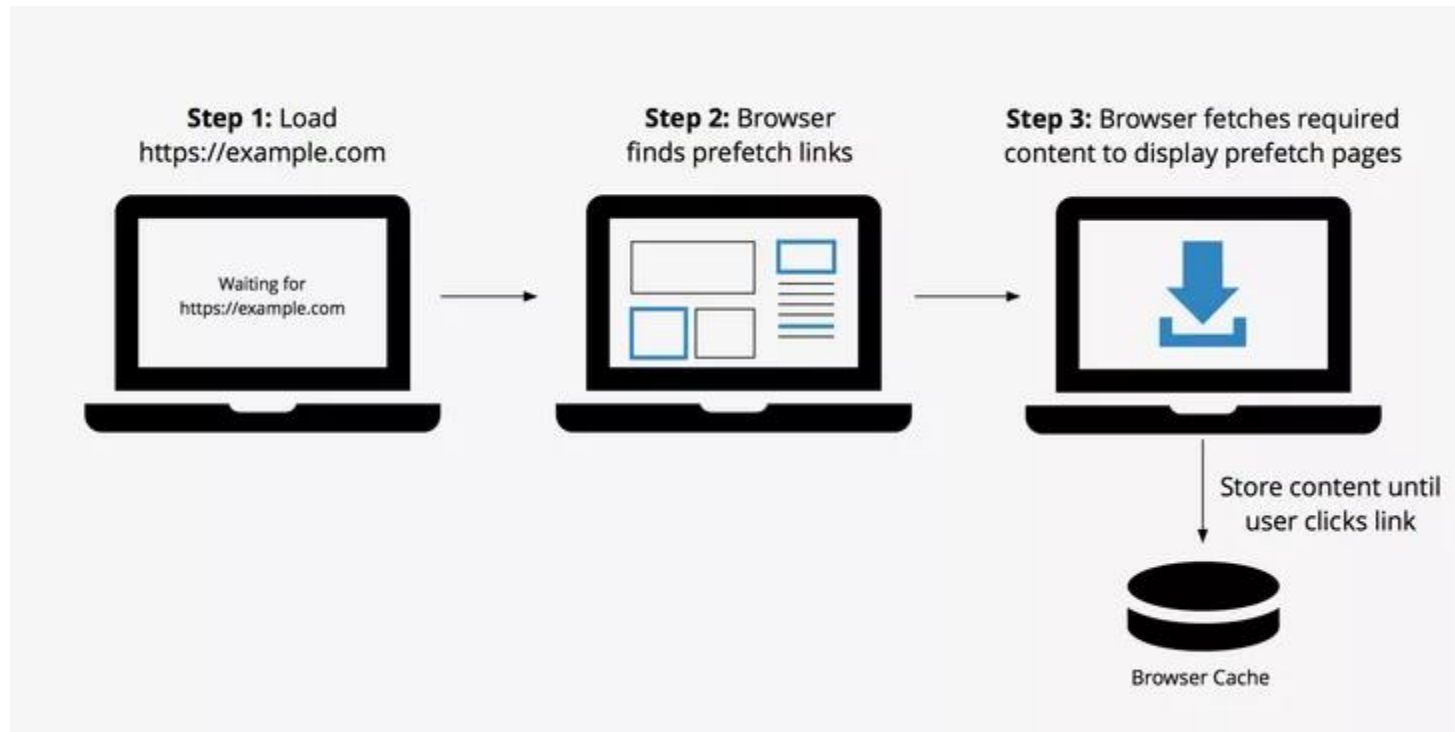 Step 1: Load
https://example.com
Waiting for
https://example.com
Step 2: Browser
finds prefetch links
Step 3: Browser fetches required
content to display prefetch pages
Store content until
user clicks link
Browser Cache